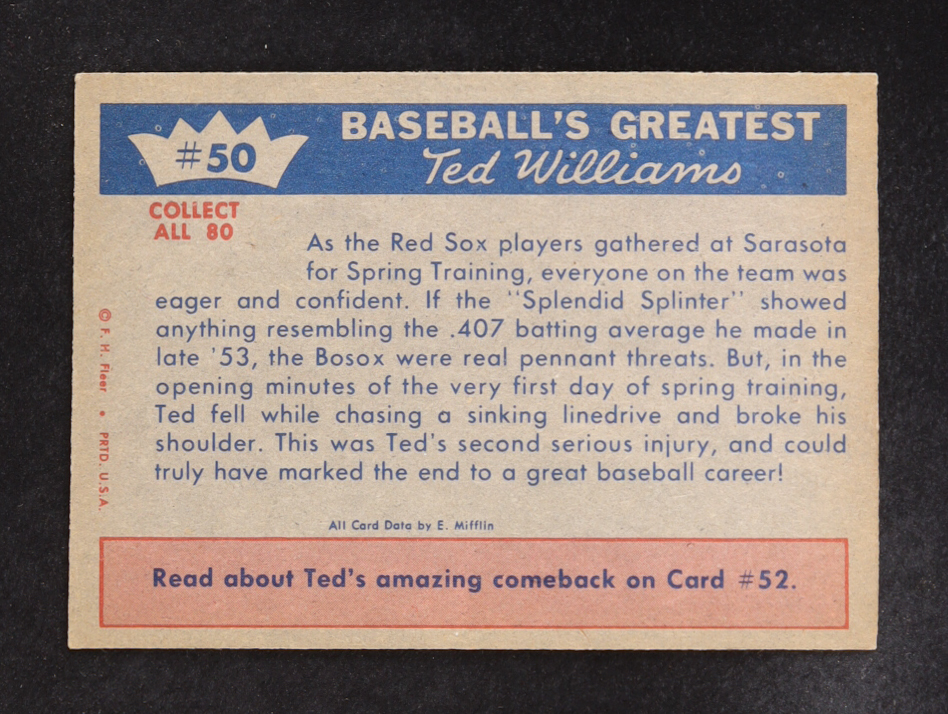 #50
BASEBALL'S GREATEST
Ted Williams
COLLECT
ALL 80
As the Red Sox players gathered at Sarasota
for Spring Training, everyone on the team was
eager and confident. If the "Splendid Splinter" showed
anything resembling the .407 batting average he made in
late '53, the Bosox were real pennant threats. But, in the
opening minutes of the very first day of spring training,
Ted fell while chasing a sinking linedrive and broke his
shoulder. This was Ted's second serious injury, and could
truly have marked the end to a great baseball career!
© F. H. Fleer • PRTD. U.S.A.
All Card Data by E. Mifflin
Read about Ted's amazing comeback on Card #52.